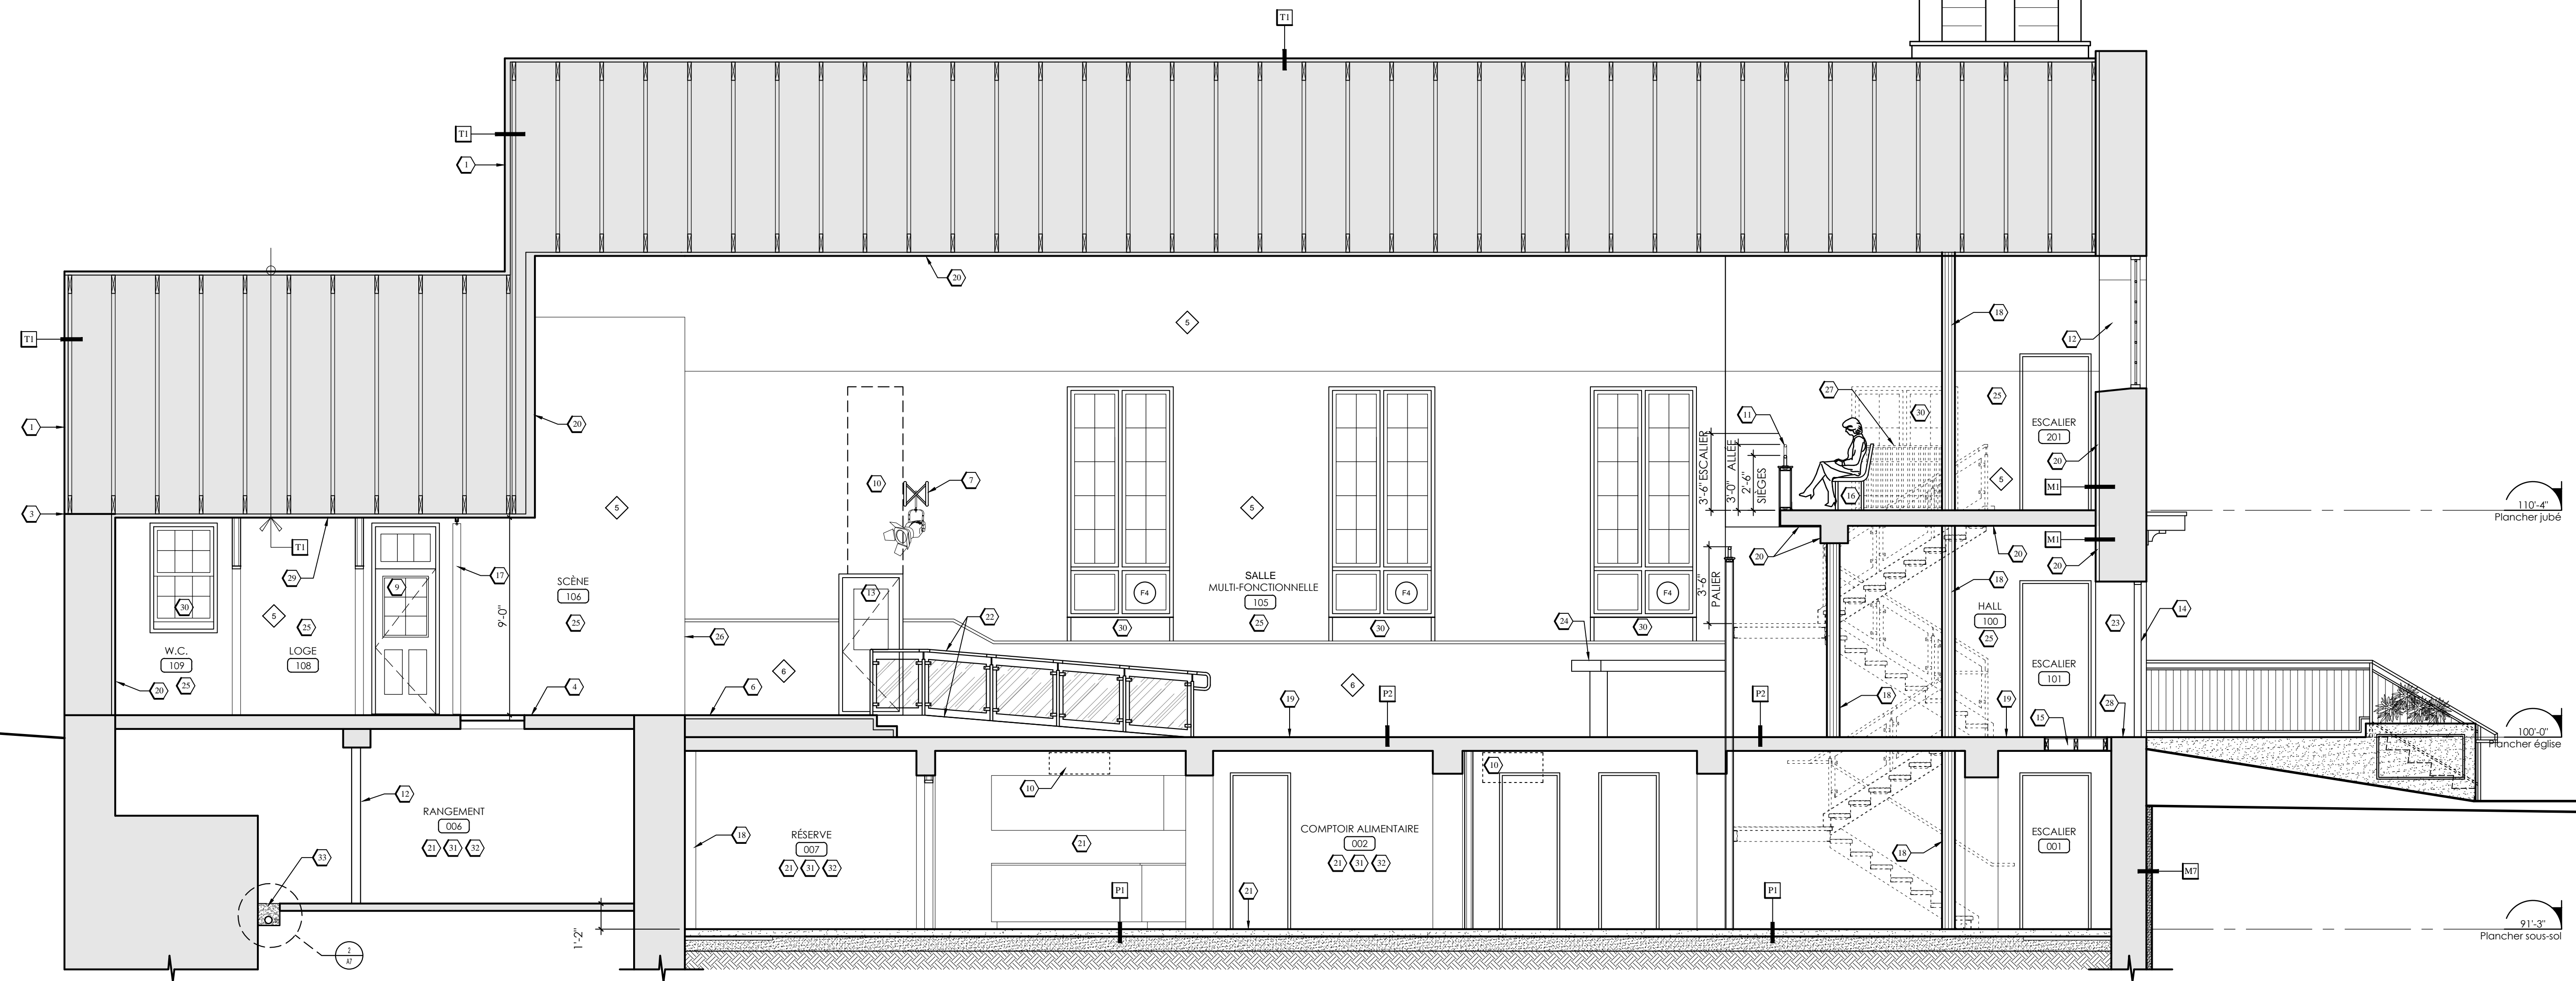 T1
T1
1
20
5
T1
1
3
20
18
12
5
10
7
27
11
30
25
ESCALIER
201
20
M1
5
16
3'-6" ESCALIER
3'-0" ALLÉE
2'-6"
SIÈGES
5
110'-4"
Plancher jubé
T1
29
9
17
9'-0"
30
5
25
W.C.
109
20
25
LOGE
108
SCÈNE
106
25
13
SALLE
MULTI-FONCTIONNELLE
105
25
F4
F4
F4
30
30
30
22
26
24
6
6
6
4
19
P2
P2
3'-6"
PALIER
20
20
M1
20
18
HALL
100
25
23
14
ESCALIER
101
18
19
15
28
100'-0"
Plancher église
12
RANGEMENT
006
21
31
32
33
2
A7
1'-2"
18
RÉSERVE
007
21
31
32
10
21
P1
COMPTOIR ALIMENTAIRE
002
21
31
32
21
10
P1
18
ESCALIER
001
M7
91'-3"
Plancher sous-sol